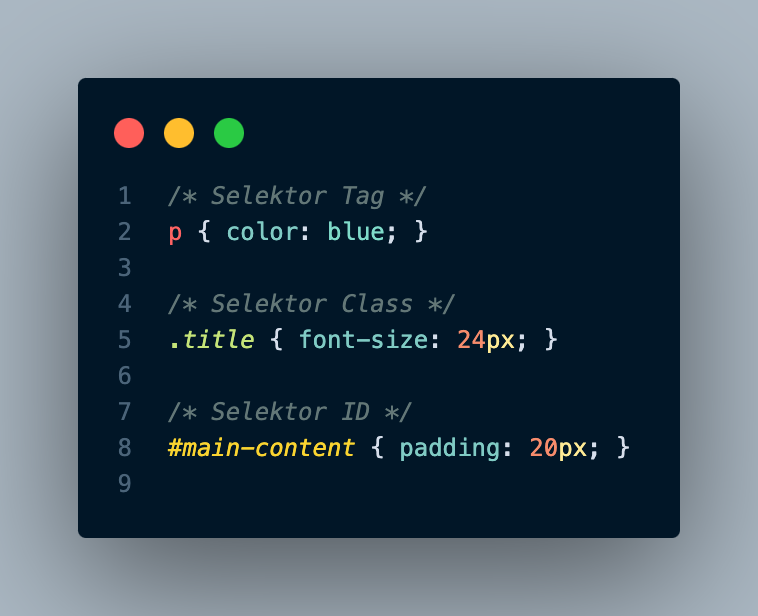 1 /* Selektor Tag */
2 p { color: blue; }
3
4 /* Selektor Class */
5 .title { font-size: 24px; }
6
7 /* Selektor ID */
8 #main-content { padding: 20px; }
9